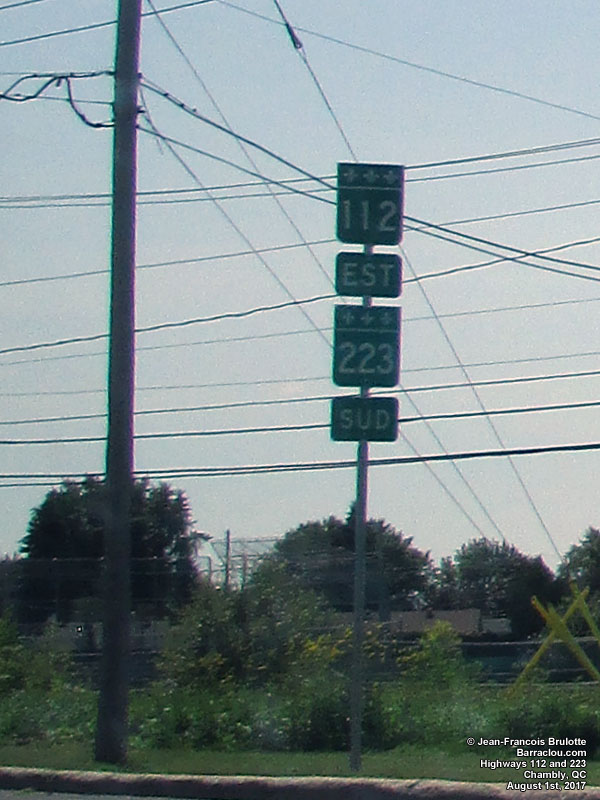 112
EST
223
SUD
© Jean-Francois Brulotte
Barraclou.com
Highways 112 and 223
Chambly, QC
August 1st, 2017